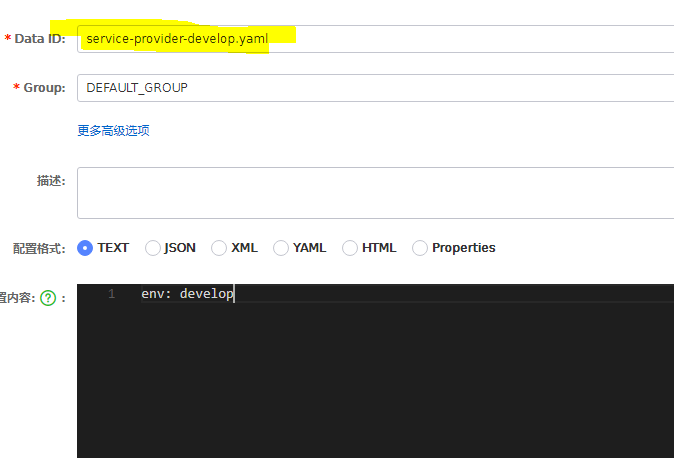 * Data ID: service-provider-develop.yaml
* Group: DEFAULT_GROUP
更多高级选项
描述:
配置格式: TEXT JSON XML YAML HTML Properties
置内容: ? :
1 env: develop